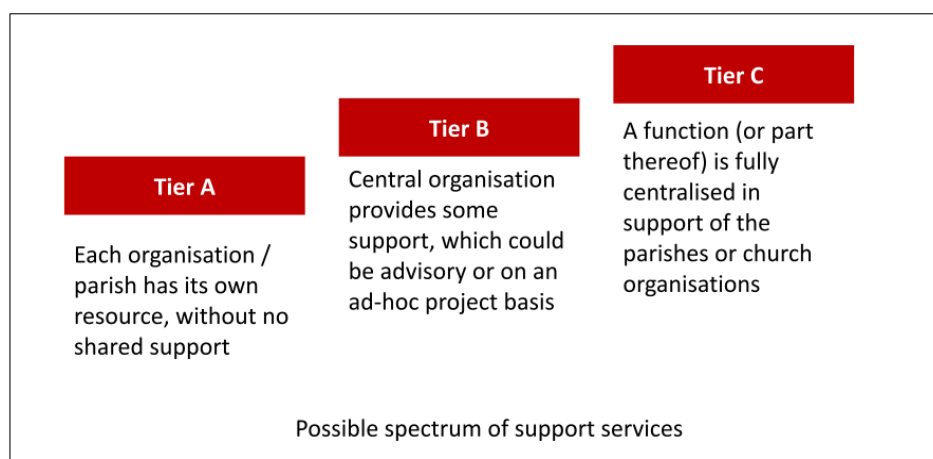 Tier A
Each organisation /
parish has its own
resource, without no
shared support
Tier B
Central organisation
provides some
support, which could
be advisory or on an
ad-hoc project basis
Tier C
A function (or part
thereof) is fully
centralised in
support of the
parishes or church
organisations
Possible spectrum of support services